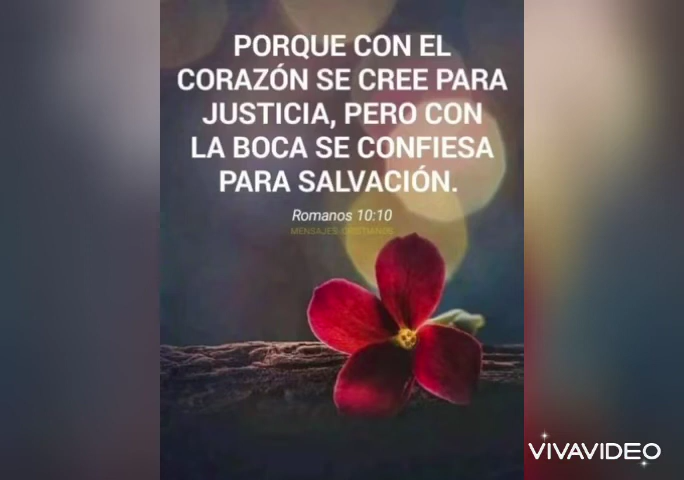 PORQUE CON EL
CORAZÓN SE CREE PARA
JUSTICIA, PERO CON
LA BOCA SE CONFIESA
PARA SALVACIÓN.
Romanos 10:10
MENSAJES CRISTIANOS
VIVAVIDEO